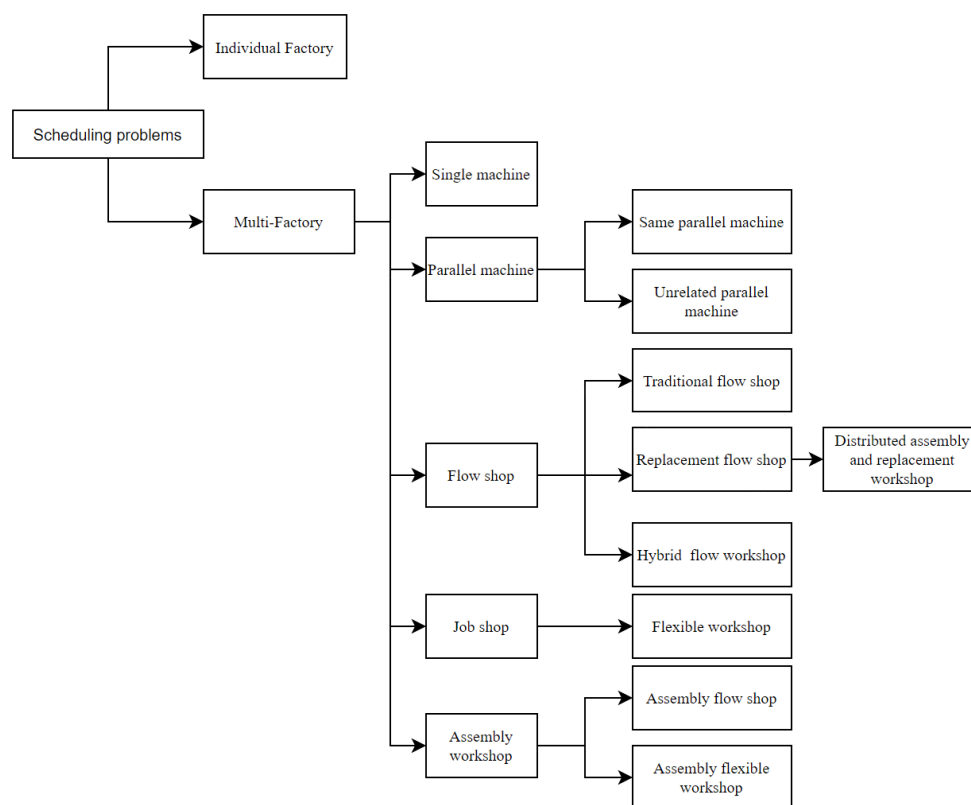 Individual Factory
Scheduling problems
Multi-Factory
Single machine
Parallel machine
Same parallel machine
Unrelated parallel
machine
Flow shop
Traditional flow shop
Replacement flow shop
Distributed assembly
and replacement
workshop
Hybrid flow workshop
Job shop
Flexible workshop
Assembly
workshop
Assembly flow shop
Assembly flexible
workshop